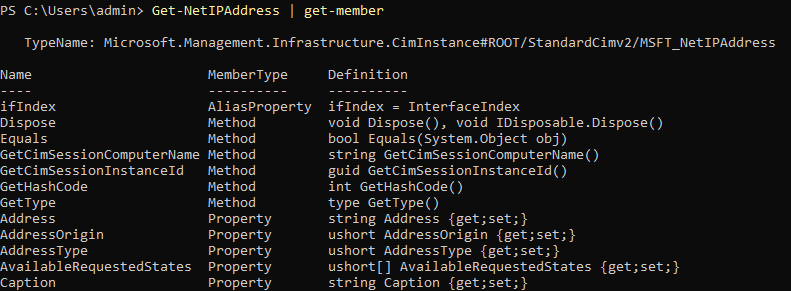 PS C:\Users\admin> Get-NetIPAddress | get-member
TypeName: Microsoft.Management.Infrastructure.CimInstance#ROOT/StandardCimv2/MSFT_NetIPAddress
Name MemberType Definition
---- ---------- ----------
ifIndex AliasProperty ifIndex = InterfaceIndex
Dispose Method void Dispose(), void IDisposable.Dispose()
Equals Method bool Equals(System.Object obj)
GetCimSessionComputerName Method string GetCimSessionComputerName()
GetCimSessionInstanceId Method guid GetCimSessionInstanceId()
GetHashCode Method int GetHashCode()
GetType Method type GetType()
Address Property string Address {get;set;}
AddressOrigin Property ushort AddressOrigin {get;set;}
AddressType Property ushort AddressType {get;set;}
AvailableRequestedStates Property ushort[] AvailableRequestedStates {get;set;}
Caption Property string Caption {get;set;}